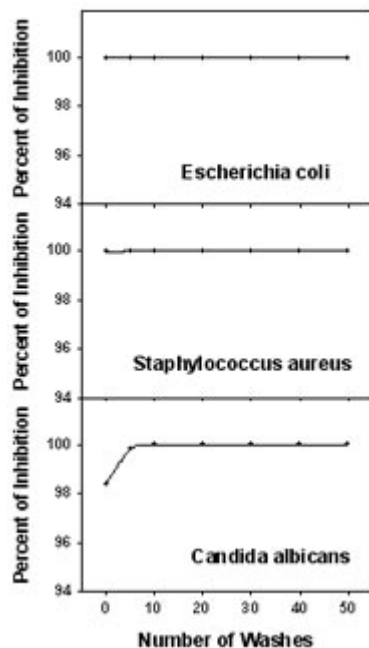 Percent of Inhibition
100
98
96
94
Escherichia coli
Percent of Inhibition
100
98
96
94
Staphylococcus aureus
Percent of Inhibition
100
98
96
94
Candida albicans
0 10 20 30 40 50
Number of Washes